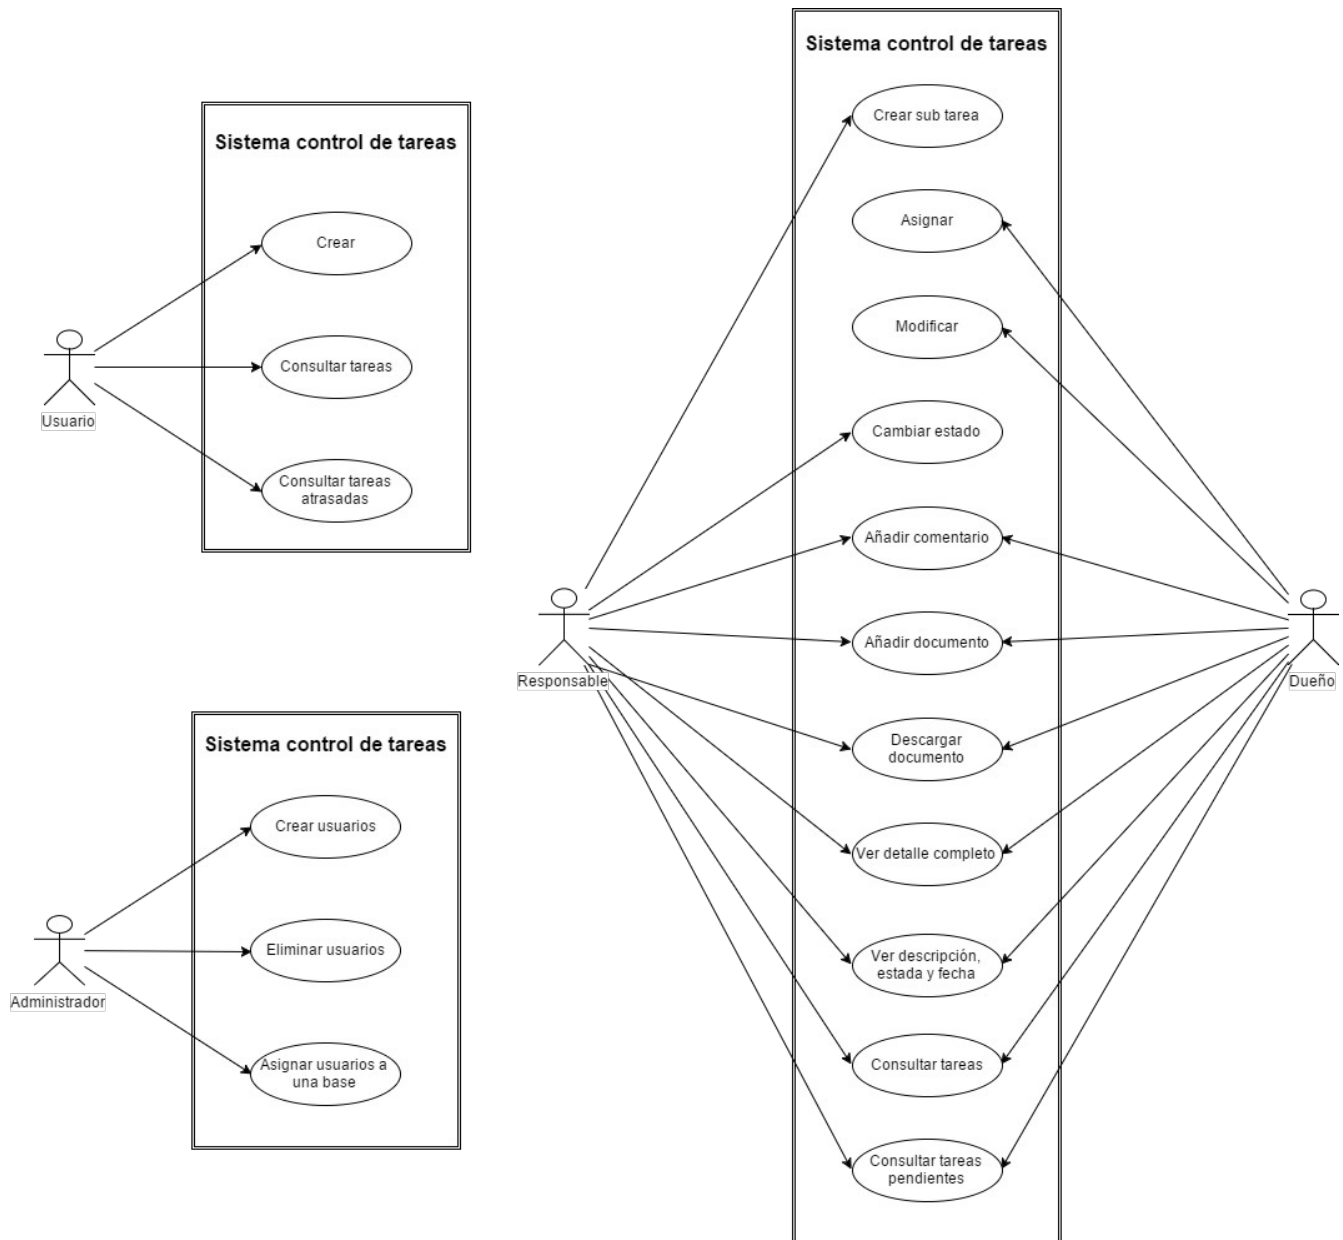 Sistema control de tareas
Crear
Consultar tareas
Consultar tareas
atrasadas
Usuario
Sistema control de tareas
Crear usuarios
Eliminar usuarios
Asignar usuarios a
una base
Administrador
Sistema control de tareas
Crear sub tarea
Asignar
Modificar
Cambiar estado
Añadir comentario
Añadir documento
Descargar
documento
Ver detalle completo
Ver descripción,
estada y fecha
Consultar tareas
Consultar tareas
pendientes
Responsable
Dueño